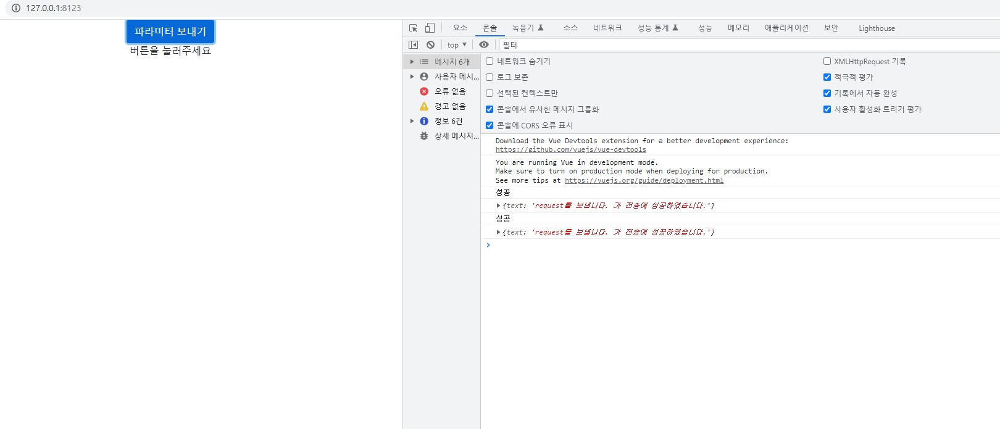 127.0.0.1:8123
파라미터 보내기
버튼을 눌러주세요
요소 콘솔 녹음기 소스 네트워크 성능 통계 성능 메모리 애플리케이션 보안 Lighthouse
top 필터
메시지 6개
사용자 메시...
오류 없음
경고 없음
정보 6건
상세 메시지...
네트워크 숨기기
로그 보존
선택된 컨텍스트만
콘솔에서 유사한 메시지 그룹화
콘솔에 CORS 오류 표시
XMLHttpRequest 기록
적극적 평가
기록에서 자동 완성
사용자 활성화 트리거 평가
Download the Vue Devtools extension for a better development experience:
https://github.com/vuejs/vue-devtools
You are running Vue in development mode.
Make sure to turn on production mode when deploying for production.
See more tips at https://vuejs.org/guide/deployment.html
성공
{text: 'request를 보냅니다. 가 전송에 성공하였습니다.'}
성공
{text: 'request를 보냅니다. 가 전송에 성공하였습니다.'}